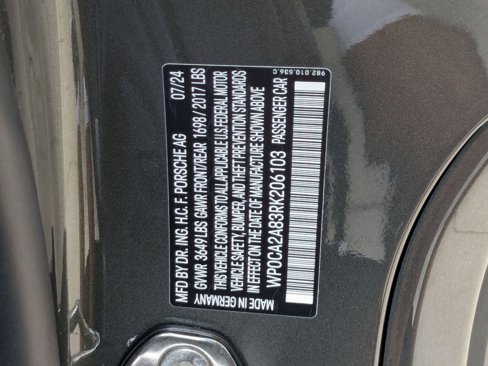 MFD BY DR. ING. H.C. F. PORSCHE AG 07/24
GVWR 3649 LBS GAWR FRONT/REAR 1698/2017 LBS
THIS VEHICLE CONFORMS TO ALL APPLICABLE U.S. FEDERAL MOTOR
VEHICLE SAFETY, BUMPER, AND THEFT PREVENTION STANDARDS
IN EFFECT ON THE DATE OF MANUFACTURE SHOWN ABOVE
WP0CA2A83RK206103 PASSENGER CAR
MADE IN GERMANY
982.010.536.C